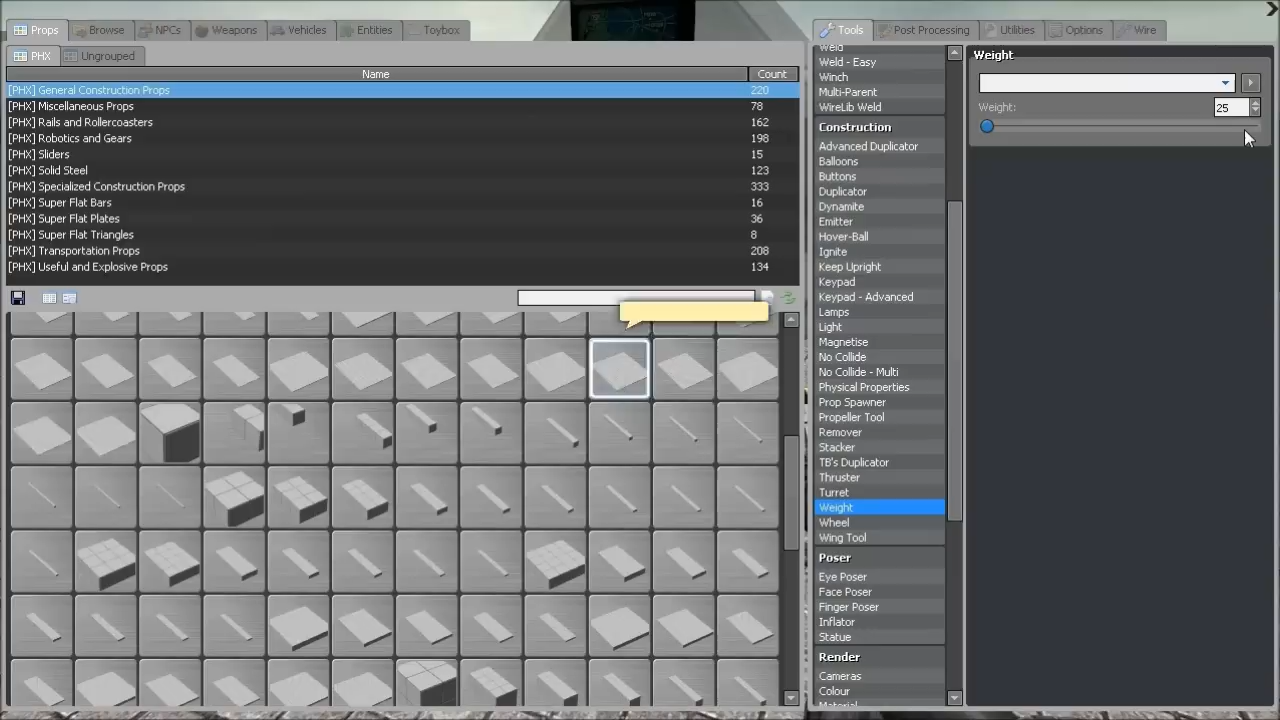 Props Browse NPCs Weapons Vehicles Entities Toybox
PHX Ungrouped
Name Count
[PHX] General Construction Props 220
[PHX] Miscellaneous Props 78
[PHX] Rails and Rollercoasters 162
[PHX] Robotics and Gears 198
[PHX] Sliders 15
[PHX] Solid Steel 123
[PHX] Specialized Construction Props 333
[PHX] Super Flat Bars 16
[PHX] Super Flat Plates 36
[PHX] Super Flat Triangles 8
[PHX] Transportation Props 208
[PHX] Useful and Explosive Props 134
Tools Post Processing Utilities Options Wire
Weld
Weld - Easy
Winch
Multi-Parent
WireLib Weld
Construction
Advanced Duplicator
Balloons
Buttons
Duplicator
Dynamite
Emitter
Hover-Ball
Ignite
Keep Upright
Keypad
Keypad - Advanced
Lamps
Light
Magnetise
No Collide
No Collide - Multi
Physical Properties
Prop Spawner
Propeller Tool
Remover
Stacker
TB's Duplicator
Thruster
Turret
Weight
Wheel
Wing Tool
Poser
Eye Poser
Face Poser
Finger Poser
Inflator
Statue
Render
Cameras
Colour
Material
Weight
Weight: 25